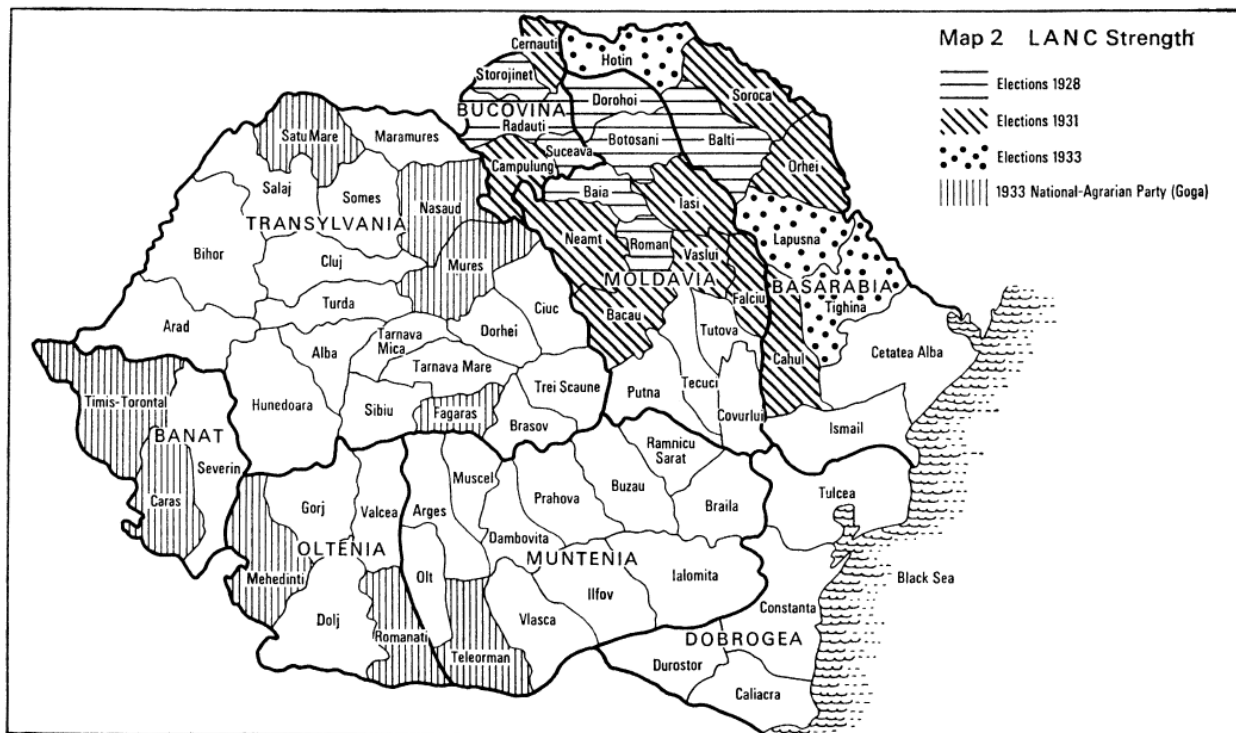 Map 2 LANC Strength
Elections 1928
Elections 1931
Elections 1933
1933 National-Agrarian Party (Goga)
Cernauti
Hotin
Storojinet
Soroca
BUCOVINA
Dorohoi
Radauti
Botosani
Balti
Suceava
Orhei
Campulung
Satu Mare
Maramures
Baia
Iasi
Salaj
Somes
Nasaud
TRANSYLVANIA
Neamt
Roman
Vaslui
Lapusna
Bihor
Cluj
Mures
MOLDAVIA
BASARABIA
Turda
Falciu
Tighina
Ciuc
Bacau
Arad
Tarnava
Mica
Dorhei
Tutova
Alba
Cetatea Alba
Cahul
Tarnava Mare
Trei Scaune
Putna
Tecuci
Timis-Torontal
Hunedoara
Sibiu
Fagaras
Covurlui
Brasov
Ismail
BANAT
Severin
Ramnicu
Sarat
Muscel
Caras
Gorj
Valcea
Arges
Prahova
Buzau
Braila
Tulcea
Dambovita
OLTENIA
MUNTENIA
Mehedinti
Olt
Ialomita
Black Sea
Ilfov
Dolj
Vlasca
Constanta
Romanati
DOBROGEA
Teleorman
Durostor
Caliacra